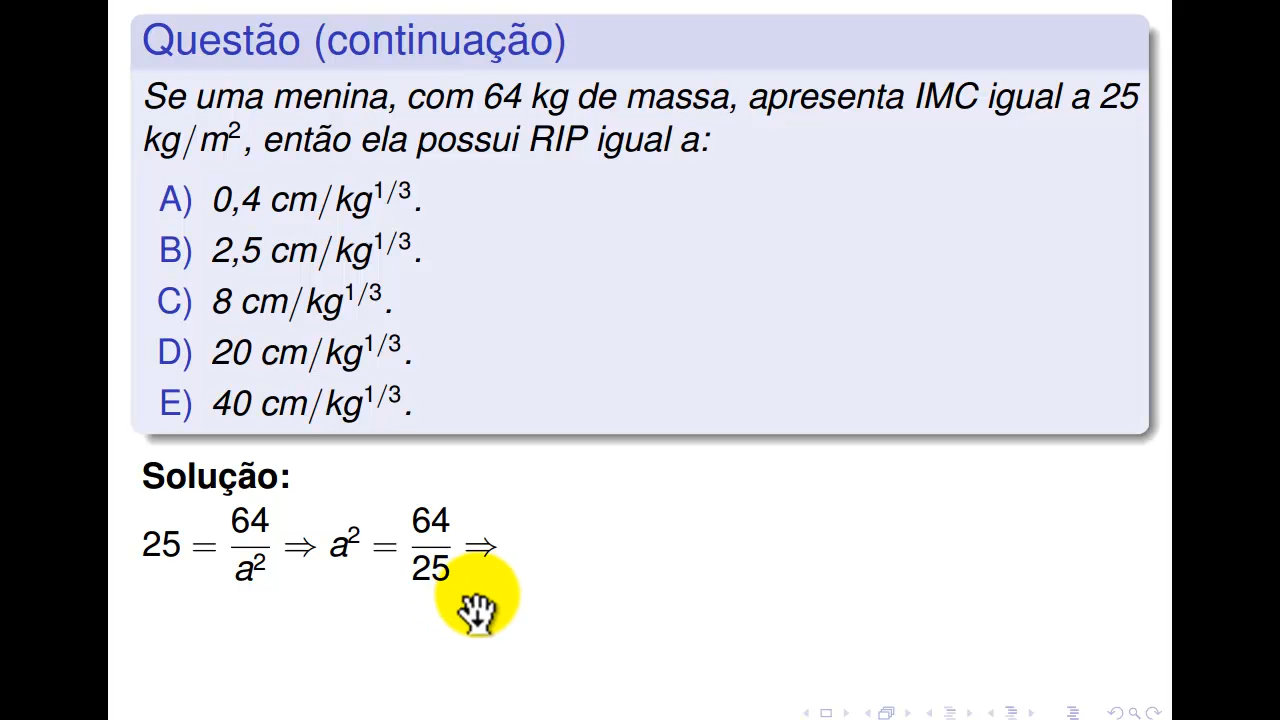 Questão (continuação)
Se uma menina, com 64 kg de massa, apresenta IMC igual a 25
kg/m², então ela possui RIP igual a:
A) 0,4 cm/kg^{1/3}.
B) 2,5 cm/kg^{1/3}.
C) 8 cm/kg^{1/3}.
D) 20 cm/kg^{1/3}.
E) 40 cm/kg^{1/3}.
Solução:
25 = 64/a² ⇒ a² = 64/25 ⇒